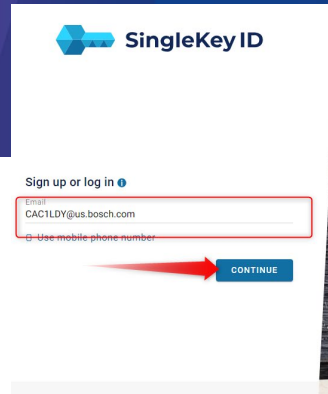 SingleKey ID
Sign up or log in
Email
CAC1LDY@us.bosch.com
Use mobile phone number
CONTINUE